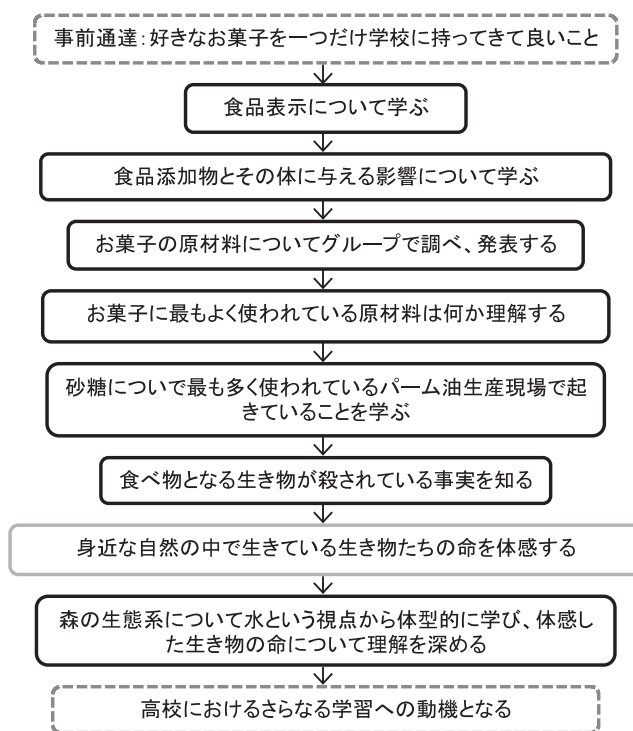 事前通達：好きなお菓子を一つだけ学校に持ってきて良いこと
食品表示について学ぶ
食品添加物とその体に与える影響について学ぶ
お菓子の原材料についてグループで調べ、発表する
お菓子に最もよく使われている原材料は何か理解する
砂糖についで最も多く使われているパーム油生産現場で起
きていることを学ぶ
食べ物となる生き物が殺されている事実を知る
身近な自然の中で生きている生き物たちの命を体感する
森の生態系について水という視点から体型的に学び、体感し
た生き物の命について理解を深める
高校におけるさらなる学習への動機となる